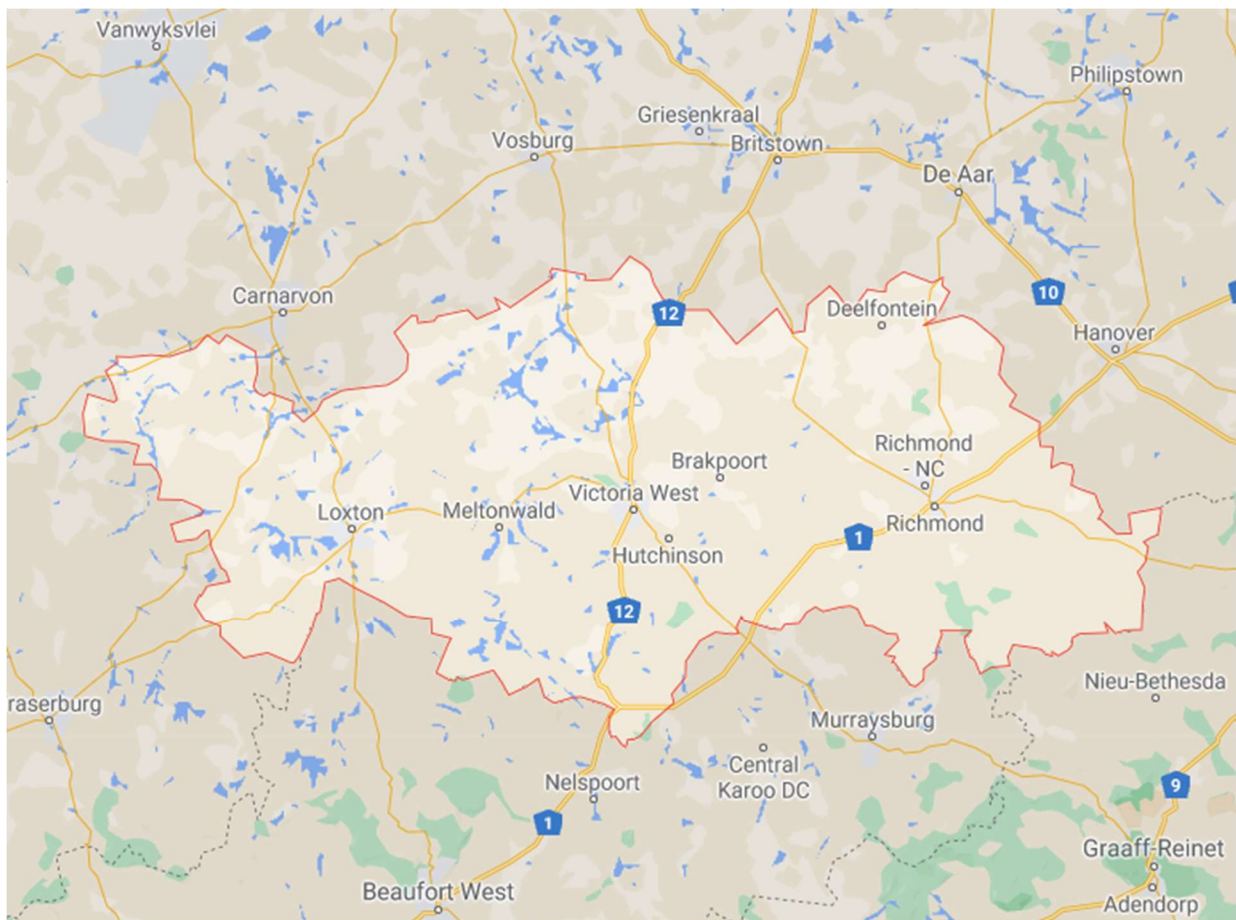 Vanwyksvlei
Philipstown
Griesenkraal
Vosburg
Britstown
De Aar
Carnarvon
10
12
Deelfontein
Hanover
Richmond
- NC
Brakpoort
Victoria West
Loxton
Meltonwald
Richmond
1
Hutchinson
12
Nieu-Bethesda
raserburg
Murraysburg
Central
Karoo DC
Nelspoort
9
1
Graaff-Reinet
Beaufort West
Adendorp